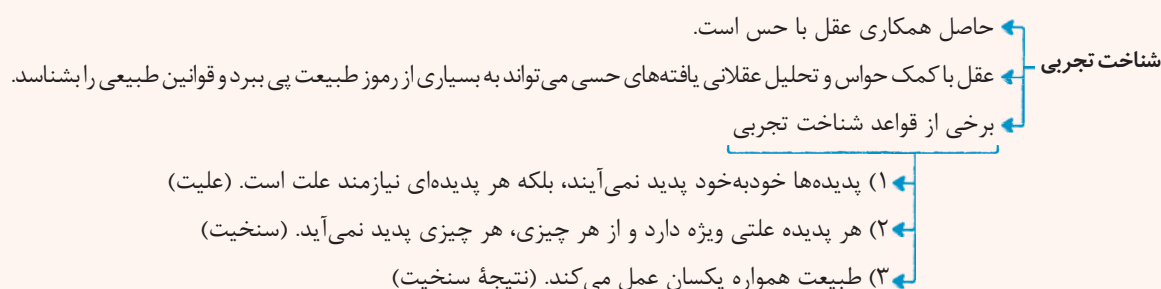 حاصل همکاری عقل با حس است.
شناخت تجربی
عقل با کمک حواس و تحلیل عقلانی یافته‌های حسی می‌تواند به بسیاری از رموز طبیعت پی ببرد و قوانین طبیعی را بشناسد.
برخی از قواعد شناخت تجربی
۱) پدیده‌ها خودبه‌خود پدید نمی‌آیند، بلکه هر پدیده‌ای نیازمند علت است. (علیت)
۲) هر پدیده علتی ویژه دارد و از هر چیزی، هر چیزی پدید نمی‌آید. (سنخیت)
۳) طبیعت همواره یکسان عمل می‌کند. (نتیجهٔ سنخیت)